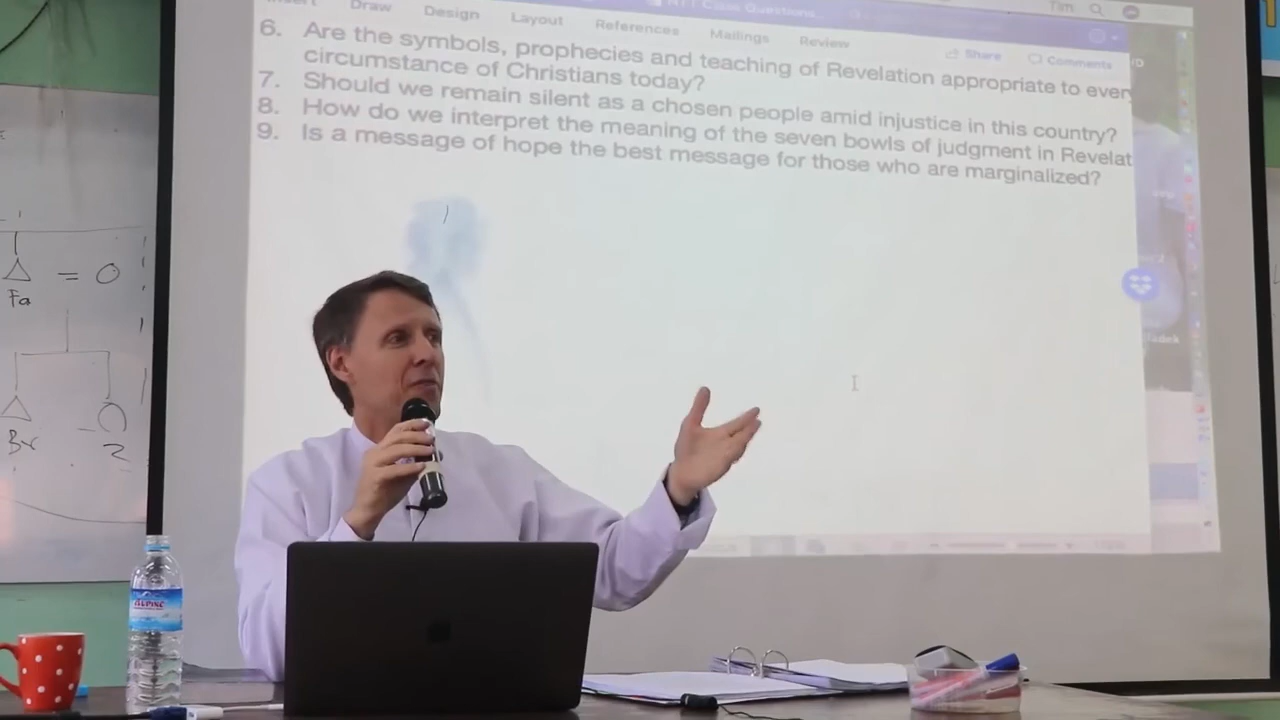 Draw
Design
Layout
References
Mailings
Review
Tim
Share
Comments
6. Are the symbols, prophecies and teaching of Revelation appropriate to every
circumstance of Christians today?
7. Should we remain silent as a chosen people amid injustice in this country?
8. How do we interpret the meaning of the seven bowls of judgment in Revelat
9. Is a message of hope the best message for those who are marginalized?
= O
Fa
Br
Z
ALPINE